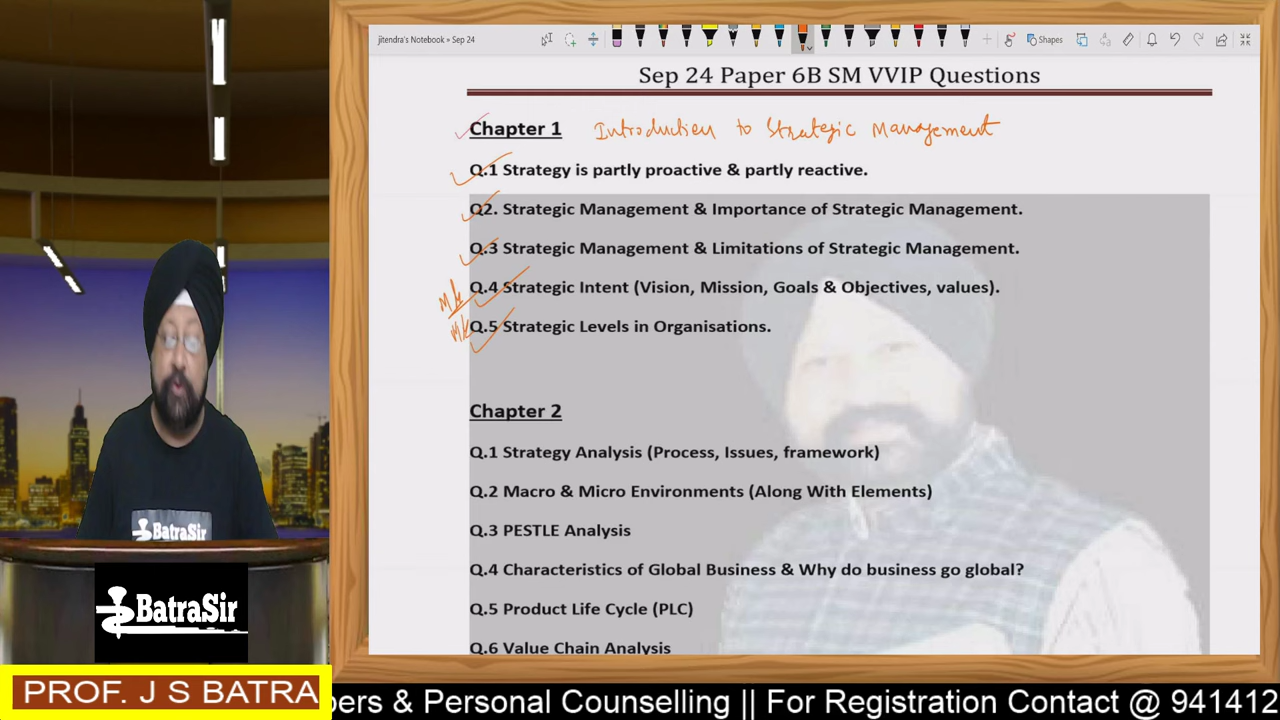 jitendra's Notebook » Sep 24
Shapes
Sep 24 Paper 6B SM VVIP Questions
Chapter 1 Introduction to Strategic Management
Q.1 Strategy is partly proactive & partly reactive.
Q2. Strategic Management & Importance of Strategic Management.
Q.3 Strategic Management & Limitations of Strategic Management.
Q.4 Strategic Intent (Vision, Mission, Goals & Objectives, values).
Q.5 Strategic Levels in Organisations.
Chapter 2
Q.1 Strategy Analysis (Process, Issues, framework)
Q.2 Macro & Micro Environments (Along With Elements)
Q.3 PESTLE Analysis
Q.4 Characteristics of Global Business & Why do business go global?
Q.5 Product Life Cycle (PLC)
Q.6 Value Chain Analysis
BatraSir
BatraSir
PROF. J S BATRA
pers & Personal Counselling || For Registration Contact @ 941412